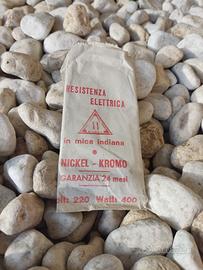 RESISTENZA
ELETTRICA
in mica indiana
NICKEL - KROMO
GARANZIA 24 mesi
Volt: 220 Watt: 400